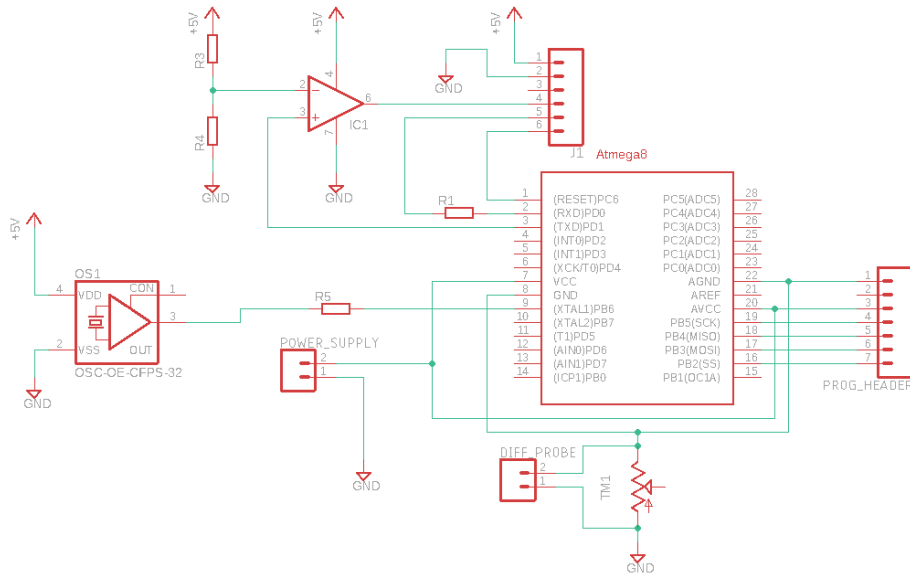 +5V
+5V
+5V
R3
4
2
3
6
7
IC1
R4
GND
GND
GND
1
2
3
4
5
6
J1
Atmega8
R1
1 (RESET)PC6 PC5(ADC5) 28
2 (RXD)PD0 PC4(ADC4) 27
3 (TXD)PD1 PC3(ADC3) 26
4 (INT0)PD2 PC2(ADC2) 25
5 (INT1)PD3 PC1(ADC1) 24
6 (XCK/T0)PD4 PC0(ADC0) 23
7 VCC AGND 22
8 GND AREF 21
9 (XTAL1)PB6 AVCC 20
10 (XTAL2)PB7 PB5(SCK) 19
11 (T1)PD5 PB4(MISO) 18
12 (AIN0)PD6 PB3(MOSI) 17
13 (AIN1)PD7 PB2(SS) 16
14 (ICP1)PB0 PB1(OC1A) 15
1
2
3
4
5
6
7
PROG_HEADER
+5V
OS1
4 VDD CON 1
3
2 VSS OUT
OSC-OE-CFPS-32
GND
R5
POWER_SUPPLY
2
1
GND
DIFF_PROBE
2
1
TM1
GND